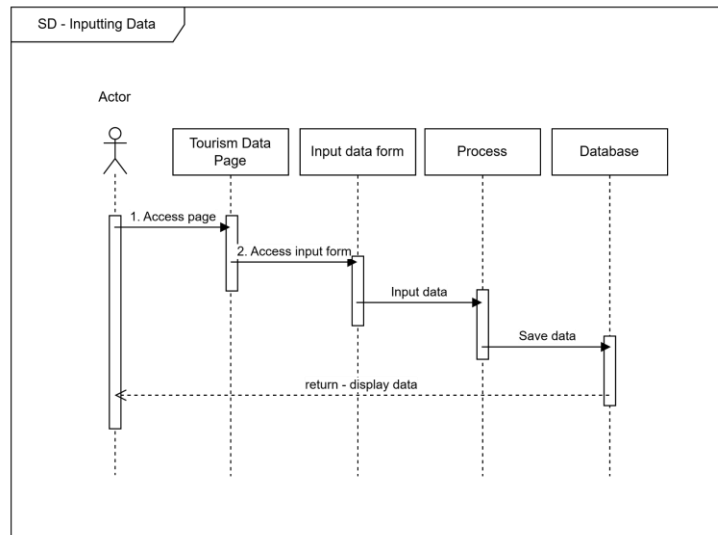 SD - Inputting Data
Actor
Tourism Data
Page
Input data form
Process
Database
1. Access page
2. Access input form
Input data
Save data
return - display data